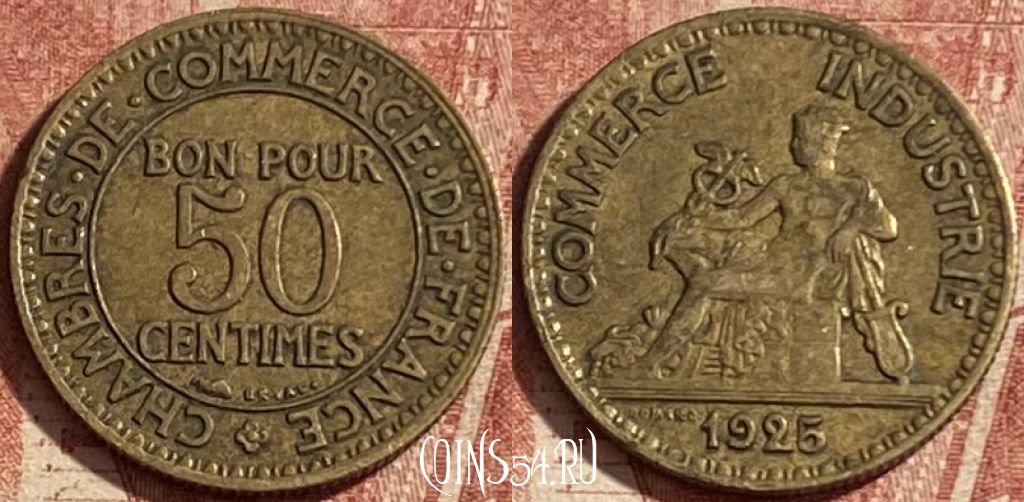 CHAMBRES·DE·COMMERCE·DE·FRANCE
BON·POUR
50
CENTIMES
COMMERCE INDUSTRIE
1925
COINS54.RU